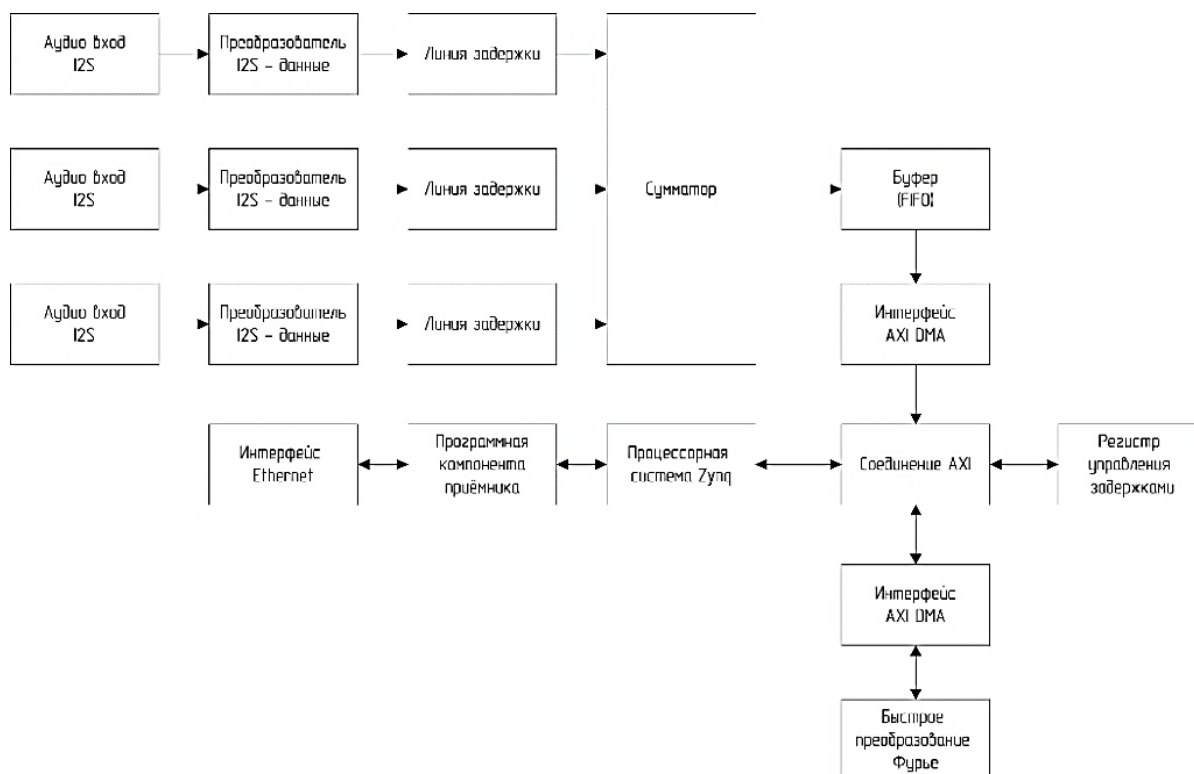 Аудио вход
I2S
Преобразователь
I2S - данные
Линия задержки
Аудио вход
I2S
Преобразователь
I2S - данные
Линия задержки
Сумматор
Буфер
(FIFO)
Аудио вход
I2S
Преобразователь
I2S - данные
Линия задержки
Интерфейс
AXI DMA
Интерфейс
Ethernet
Программная
компонента
приёмника
Процессорная
система Zynq
Соединение AXI
Регистр
управления
задержками
Интерфейс
AXI DMA
Быстрое
преобразование
Фурье